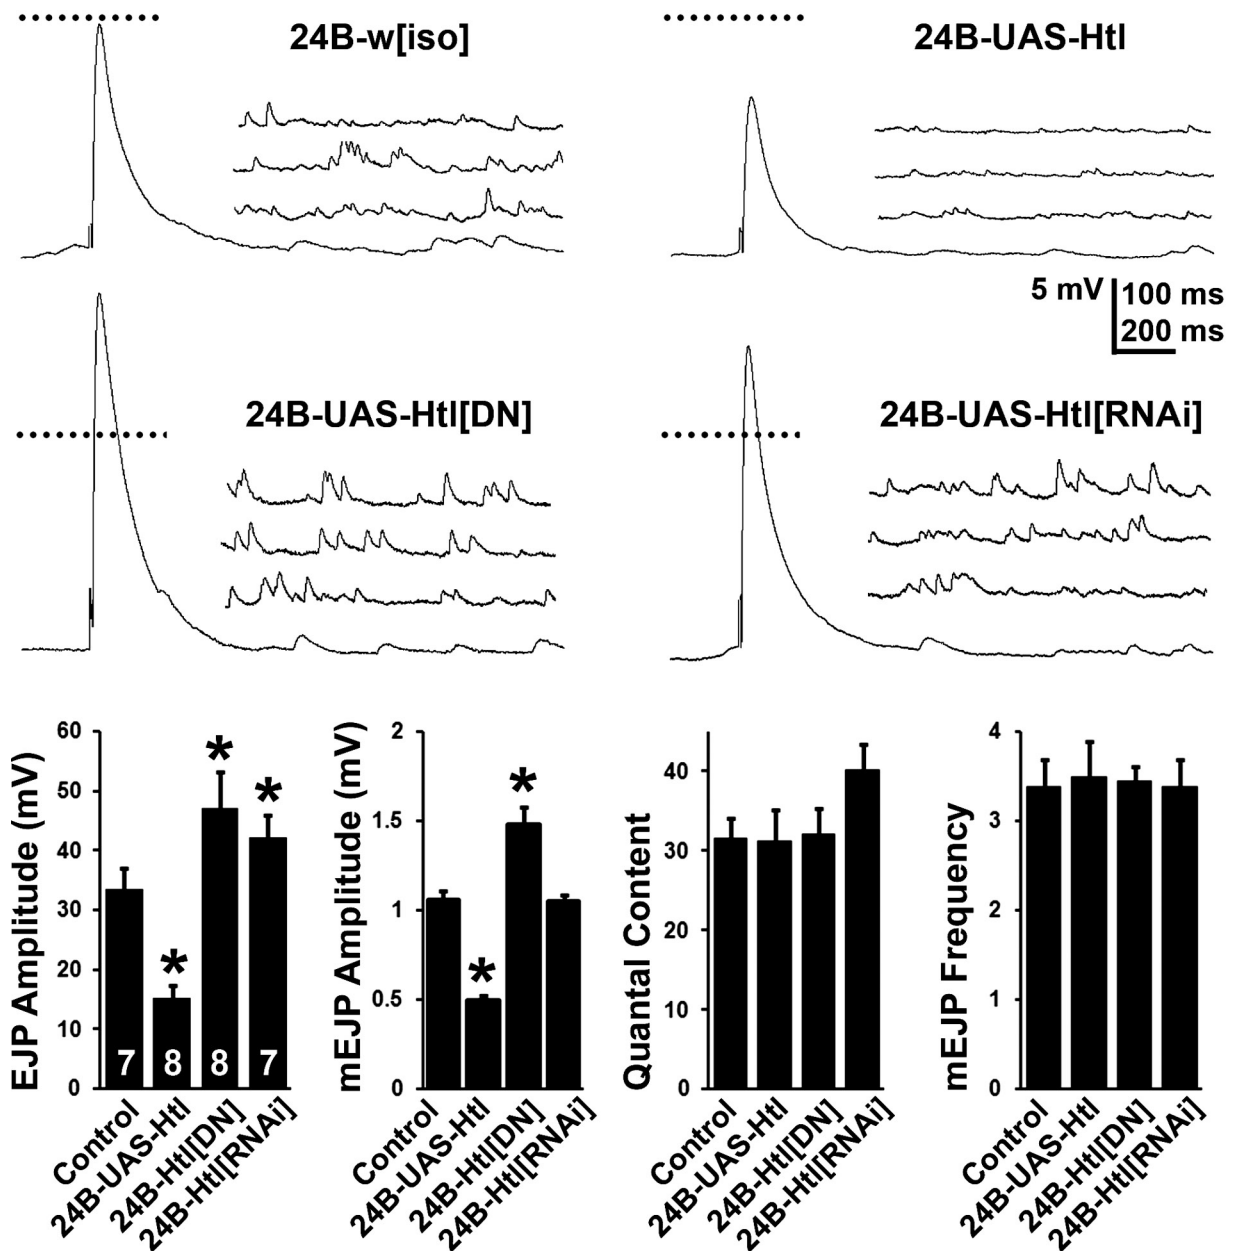 24B-w[iso]
24B-UAS-Htl
5 mV
100 ms
200 ms
24B-UAS-Htl[DN]
24B-UAS-Htl[RNAi]
EJP Amplitude (mV)
60
50
40
30
20
10
0
7
8
8
7
*
*
*
Control
24B-UAS-Htl
24B-Htl[DN]
24B-Htl[RNAi]
mEJP Amplitude (mV)
2
1.5
1
0.5
0
*
*
Control
24B-UAS-Htl
24B-Htl[DN]
24B-Htl[RNAi]
Quantal Content
40
30
20
10
0
Control
24B-UAS-Htl
24B-Htl[DN]
24B-Htl[RNAi]
mEJP Frequency
4
3
2
1
0
Control
24B-UAS-Htl
24B-Htl[DN]
24B-Htl[RNAi]